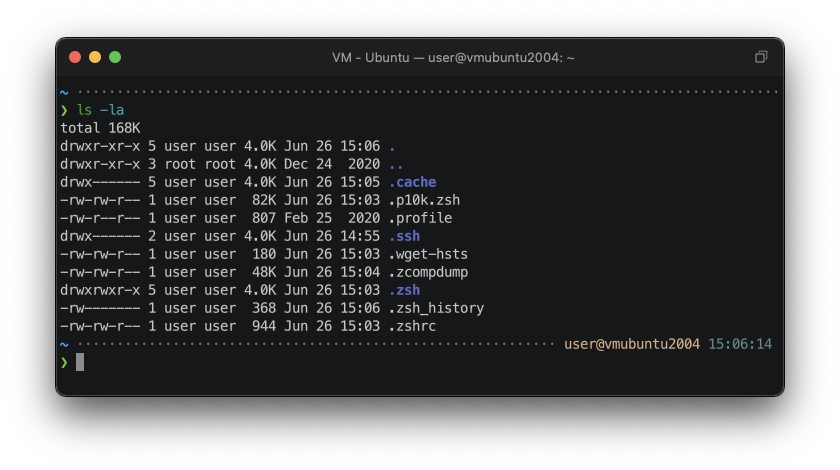 VM - Ubuntu — user@vmubuntu2004: ~
~ ························································································
❯ ls -la
total 168K
drwxr-xr-x 5 user user 4.0K Jun 26 15:06 .
drwxr-xr-x 3 root root 4.0K Dec 24  2020 ..
drwx------ 5 user user 4.0K Jun 26 15:05 .cache
-rw-rw-r-- 1 user user  82K Jun 26 15:03 .p10k.zsh
-rw-r--r-- 1 user user  807 Feb 25  2020 .profile
drwx------ 2 user user 4.0K Jun 26 14:55 .ssh
-rw-rw-r-- 1 user user  180 Jun 26 15:03 .wget-hsts
-rw-rw-r-- 1 user user  48K Jun 26 15:04 .zcompdump
drwxrwxr-x 5 user user 4.0K Jun 26 15:03 .zsh
-rw------- 1 user user  368 Jun 26 15:06 .zsh_history
-rw-rw-r-- 1 user user  944 Jun 26 15:03 .zshrc
~ ···························································· user@vmubuntu2004 15:06:14
❯